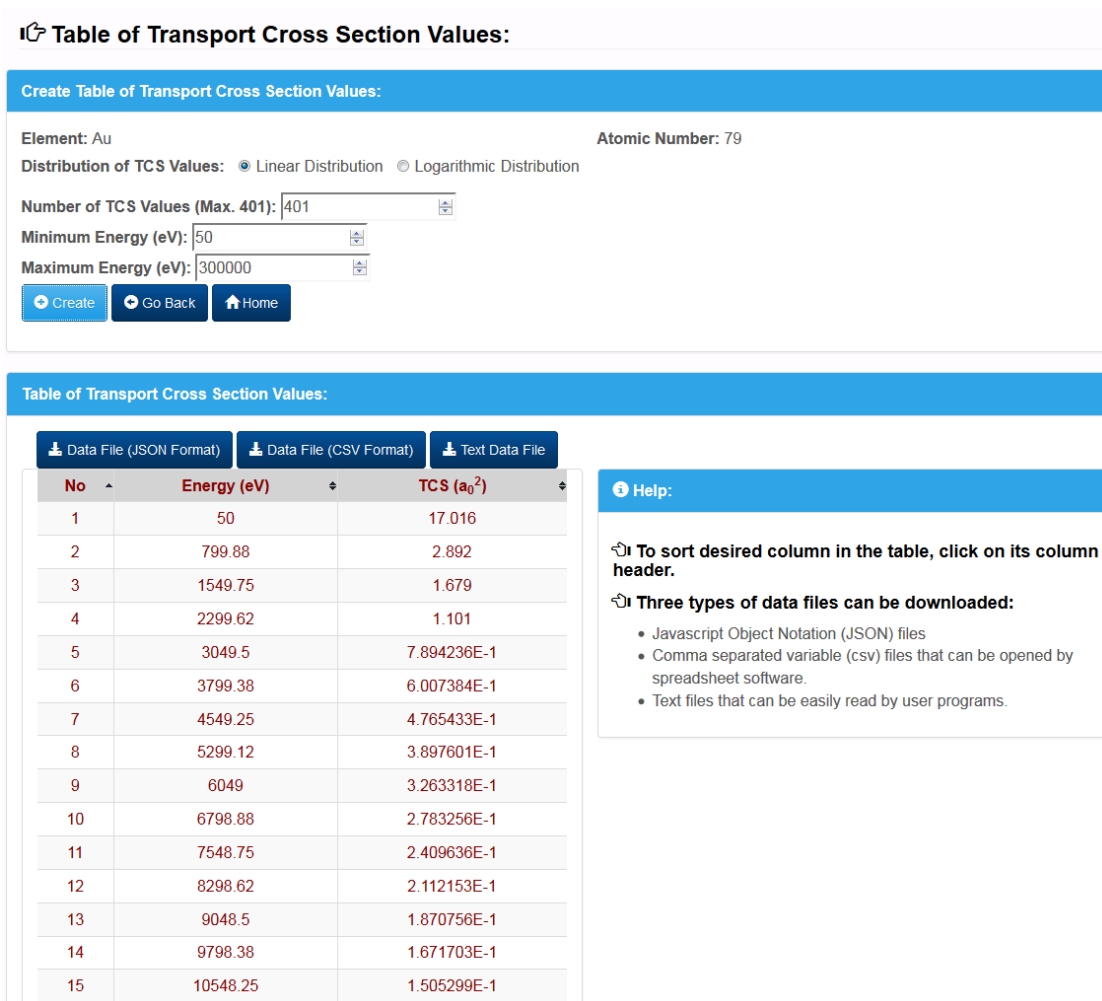 Table of Transport Cross Section Values:
Create Table of Transport Cross Section Values:
Element: Au Atomic Number: 79
Distribution of TCS Values: Linear Distribution Logarithmic Distribution
Number of TCS Values (Max. 401): 401
Minimum Energy (eV): 50
Maximum Energy (eV): 300000
Create Go Back Home
Table of Transport Cross Section Values:
Data File (JSON Format) Data File (CSV Format) Text Data File
No Energy (eV) TCS (a₀²)
1 50 17.016
2 799.88 2.892
3 1549.75 1.679
4 2299.62 1.101
5 3049.5 7.894236E-1
6 3799.38 6.007384E-1
7 4549.25 4.765433E-1
8 5299.12 3.897601E-1
9 6049 3.263318E-1
10 6798.88 2.783256E-1
11 7548.75 2.409636E-1
12 8298.62 2.112153E-1
13 9048.5 1.870756E-1
14 9798.38 1.671703E-1
15 10548.25 1.505299E-1
Help:
To sort desired column in the table, click on its column
header.
Three types of data files can be downloaded:
• Javascript Object Notation (JSON) files
• Comma separated variable (csv) files that can be opened by
spreadsheet software.
• Text files that can be easily read by user programs.